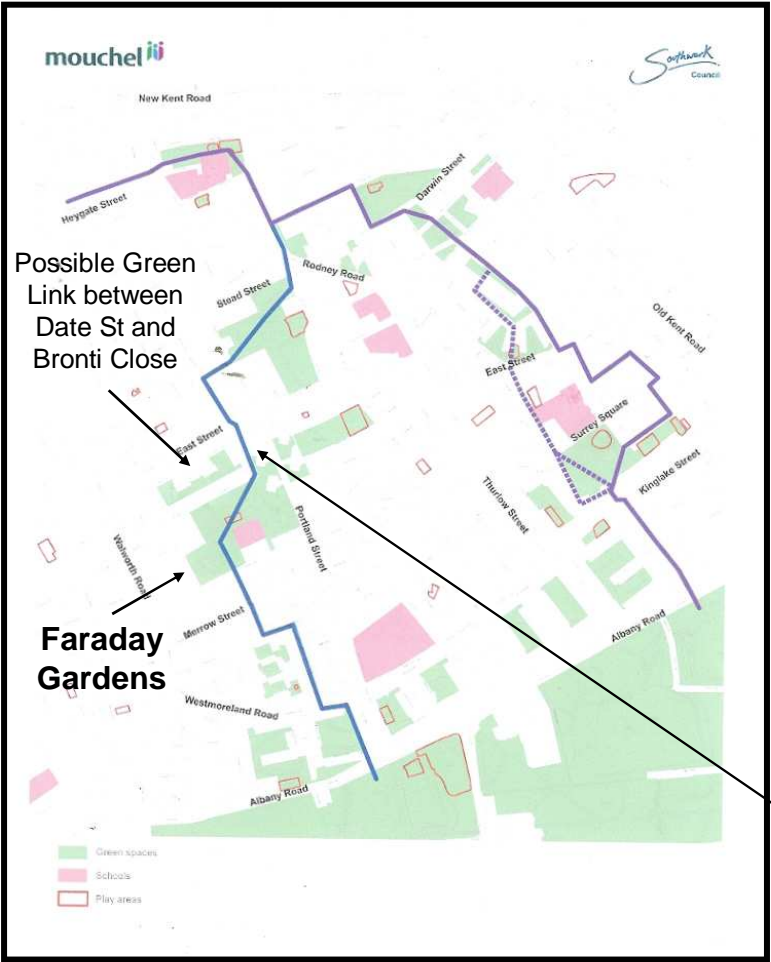 mouchel
Southwark
Council
New Kent Road
Heygate Street
Darwin Street
Possible Green
Link between
Date St and
Bronti Close
Rodney Road
Stead Street
Old Kent Road
East Street
Surrey Square
East Street
Kinglake Street
Thurlow Street
Portland Street
Walworth Road
Faraday
Gardens
Merrow Street
Albany Road
Westmoreland Road
Albany Road
Green spaces
Schools
Play areas